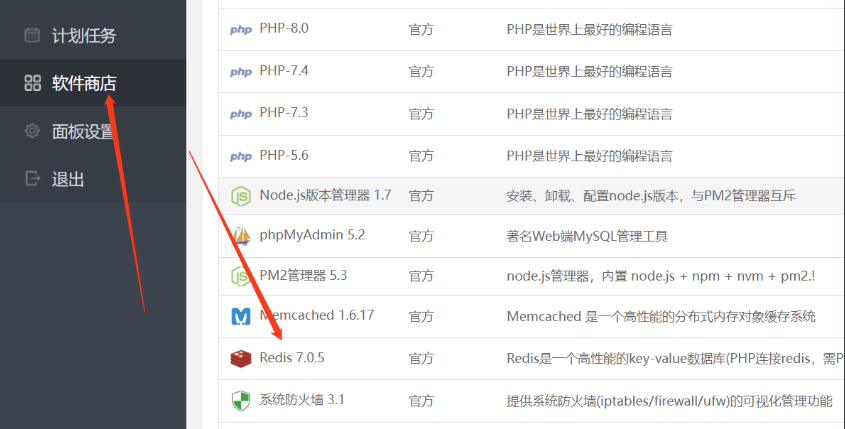 计划任务
软件商店
面板设置
退出
php PHP-8.0 官方 PHP是世界上最好的编程语言
php PHP-7.4 官方 PHP是世界上最好的编程语言
php PHP-7.3 官方 PHP是世界上最好的编程语言
php PHP-5.6 官方 PHP是世界上最好的编程语言
JS Node.js版本管理器 1.7 官方 安装、卸载、配置node.js版本，与PM2管理器互斥
phpMyAdmin 5.2 官方 著名Web端MySQL管理工具
JS PM2管理器 5.3 官方 node.js管理器，内置 node.js + npm + nvm + pm2.!
Memcached 1.6.17 官方 Memcached 是一个高性能的分布式内存对象缓存系统
Redis 7.0.5 官方 Redis是一个高性能的key-value数据库(PHP连接redis，需P
系统防火墙 3.1 官方 提供系统防火墙(iptables/firewall/ufw)的可视化管理功能